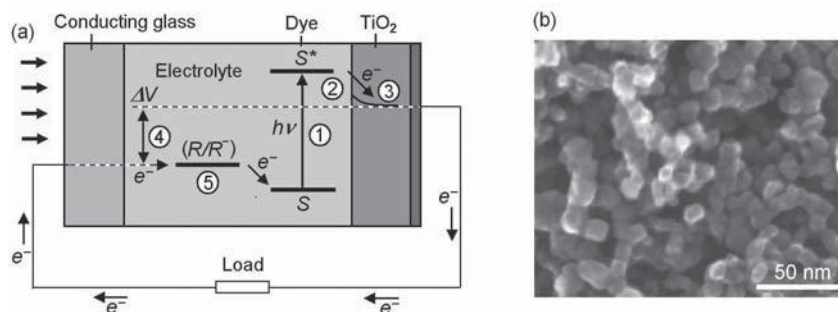 (a)
Conducting glass Dye TiO₂
S*
Electrolyte e⁻
② ③
ΔV
hν ①
④
(R/R⁻) e⁻
e⁻
⑤
S
e⁻
e⁻
e⁻
Load
e⁻ e⁻
(b)
50 nm